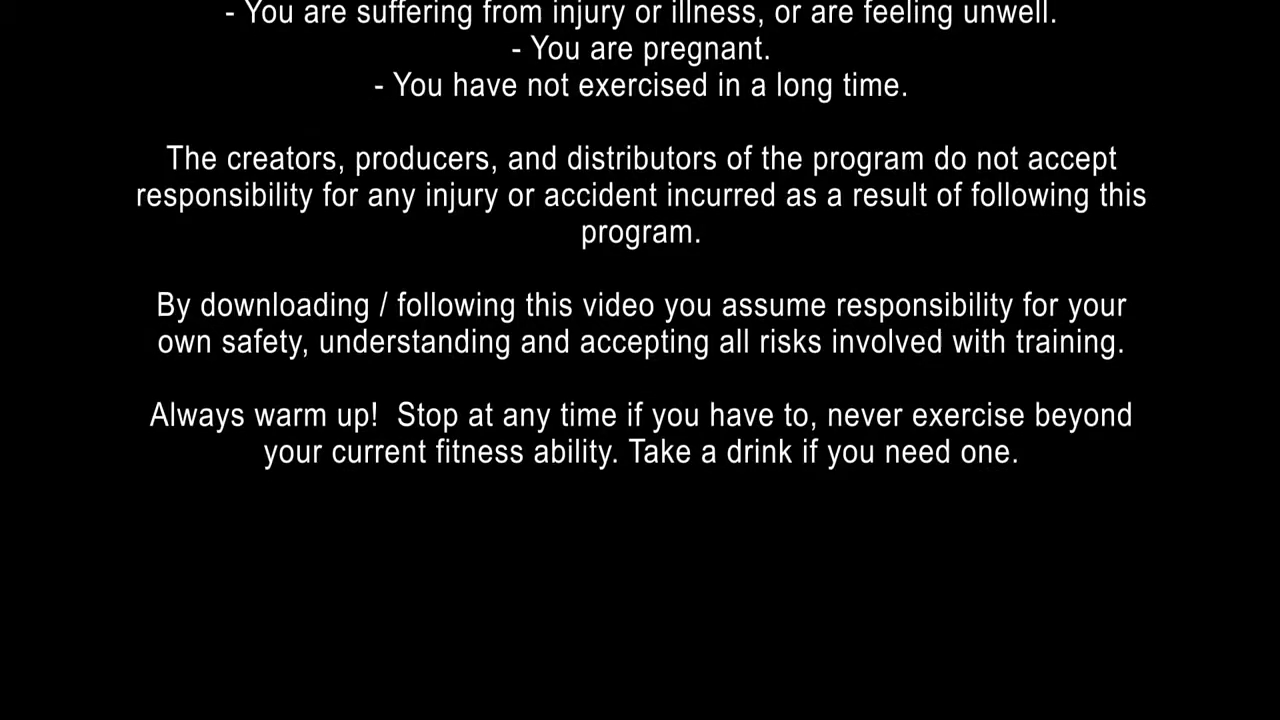 - You are suffering from injury or illness, or are feeling unwell.
- You are pregnant.
- You have not exercised in a long time.
The creators, producers, and distributors of the program do not accept
responsibility for any injury or accident incurred as a result of following this
program.
By downloading / following this video you assume responsibility for your
own safety, understanding and accepting all risks involved with training.
Always warm up!  Stop at any time if you have to, never exercise beyond
your current fitness ability. Take a drink if you need one.